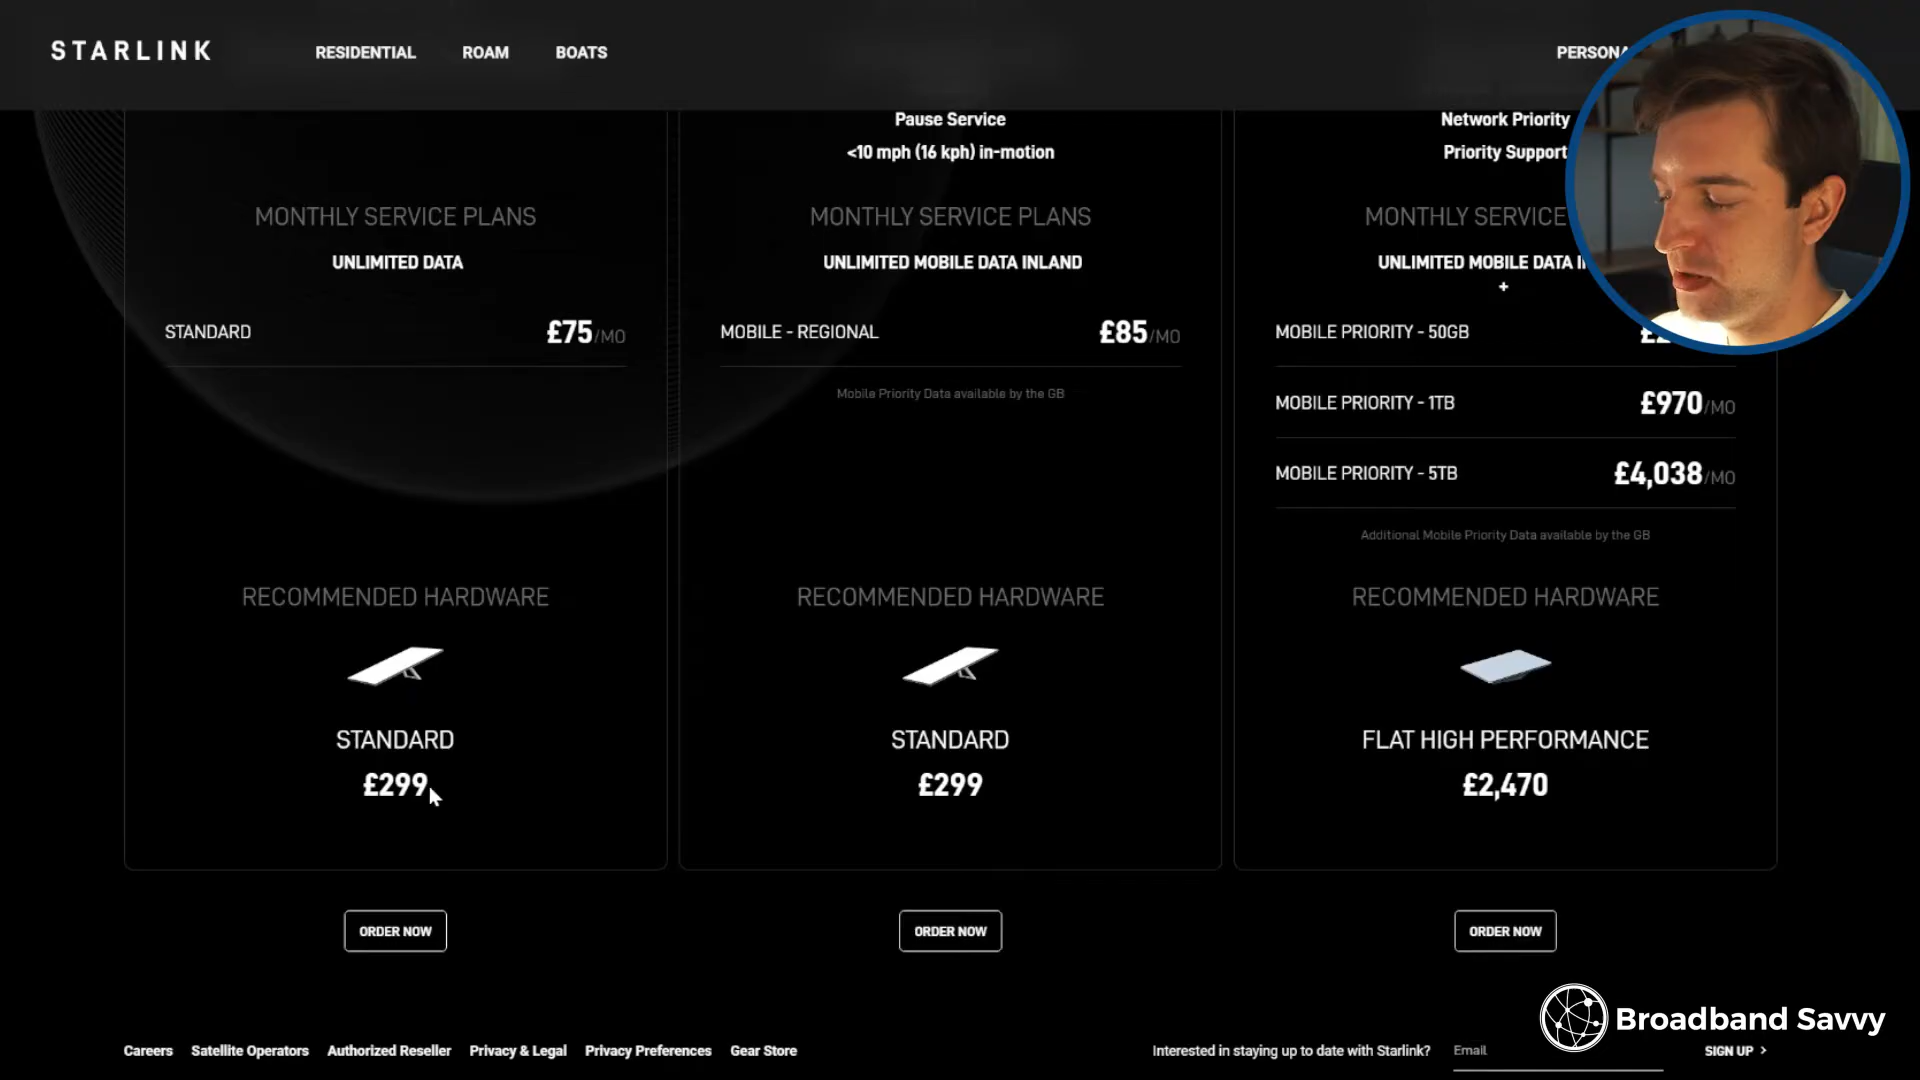 STARLINK
RESIDENTIAL
ROAM
BOATS
Pause Service
<10 mph (16 kph) in-motion
Network Priority
Priority Support
MONTHLY SERVICE PLANS
UNLIMITED DATA
STANDARD
£75/MO
MONTHLY SERVICE PLANS
UNLIMITED MOBILE DATA INLAND
MOBILE - REGIONAL
£85/MO
Mobile Priority Data available by the GB
MONTHLY SERVICE
UNLIMITED MOBILE DATA
+
MOBILE PRIORITY - 50GB
MOBILE PRIORITY - 1TB
£970/MO
MOBILE PRIORITY - 5TB
£4,038/MO
Additional Mobile Priority Data available by the GB
RECOMMENDED HARDWARE
STANDARD
£299
ORDER NOW
RECOMMENDED HARDWARE
STANDARD
£299
ORDER NOW
RECOMMENDED HARDWARE
FLAT HIGH PERFORMANCE
£2,470
ORDER NOW
Broadband Savvy
Careers
Satellite Operators
Authorized Reseller
Privacy & Legal
Privacy Preferences
Gear Store
Interested in staying up to date with Starlink?
Email
SIGN UP >